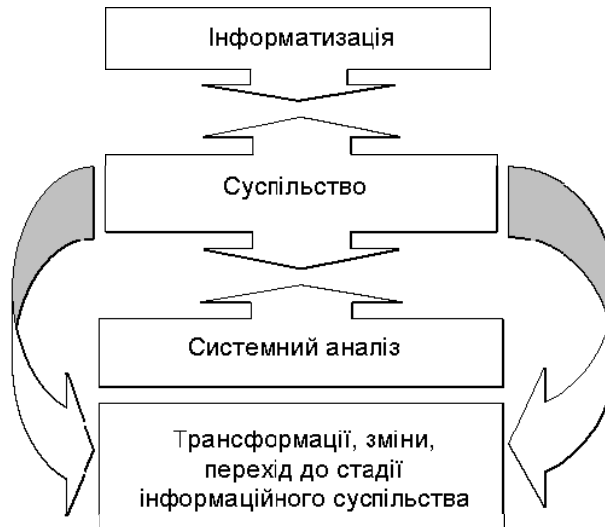 Інформатизація
Суспільство
Системний аналіз
Трансформації, зміни,
перехід до стадії
інформаційного суспільства